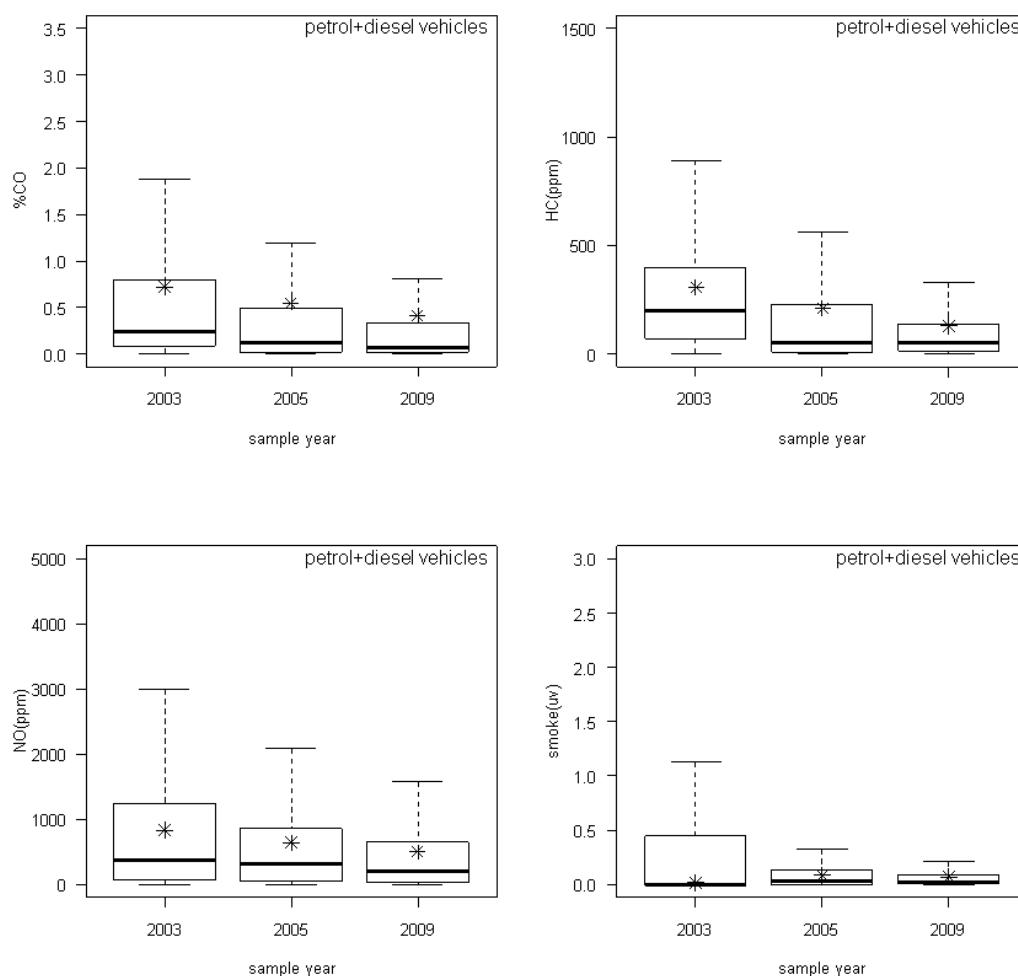 petrol+diesel vehicles
3.5
3.0
2.5
2.0
1.5
1.0
0.5
0.0
%CO
2003 2005 2009
sample year
petrol+diesel vehicles
1500
1000
500
0
HC(ppm)
2003 2005 2009
sample year
petrol+diesel vehicles
5000
4000
3000
2000
1000
0
NO(ppm)
2003 2005 2009
sample year
petrol+diesel vehicles
3.0
2.5
2.0
1.5
1.0
0.5
0.0
smoke(uv)
2003 2005 2009
sample year